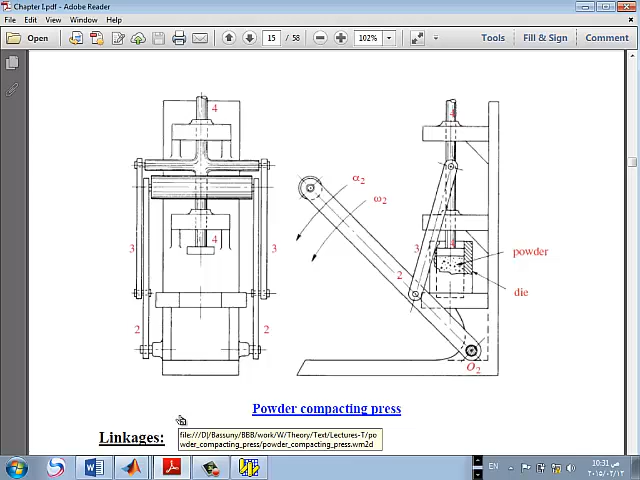 Chapter I.pdf - Adobe Reader
File Edit View Window Help
Open 15 / 58 102% Tools Fill & Sign Comment
4
4
α2
ω2
3
3
3
4
4
powder
2
die
2
2
O2
Powder compacting press
Linkages:
file:///D|/Bassuny/BBB/work/W/Theory/Text/Lectures-T/po
wder_compacting_press/powder_compacting_press.wm2d
EN
10:31 ص